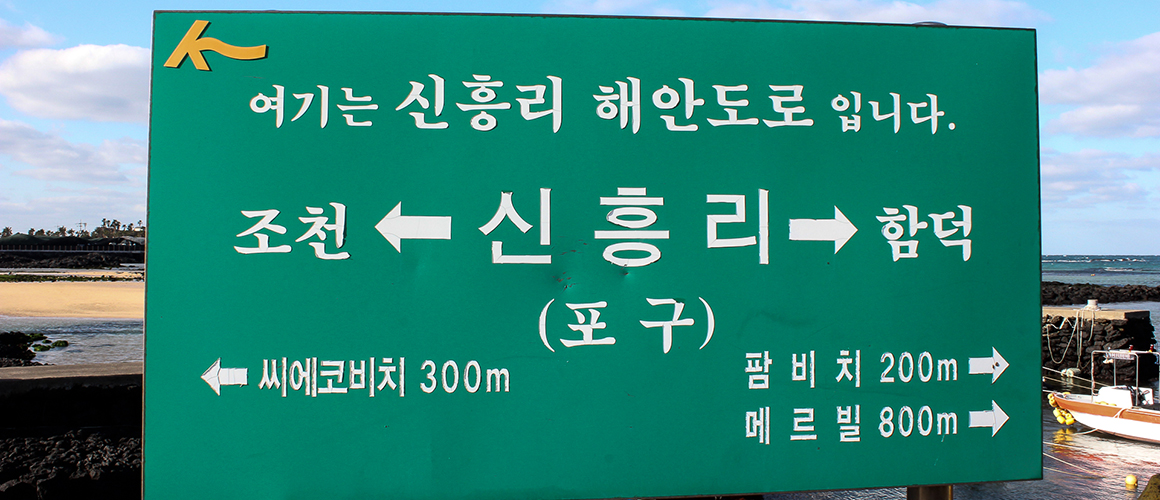 여기는 신흥리 해안도로 입니다.
조천 ← 신흥리 → 함덕
(포구)
← 씨에코비치 300m
팜비치 200m →
메르빌 800m →